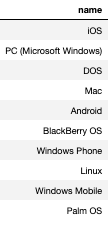 name
iOS
PC (Microsoft Windows)
DOS
Mac
Android
BlackBerry OS
Windows Phone
Linux
Windows Mobile
Palm OS